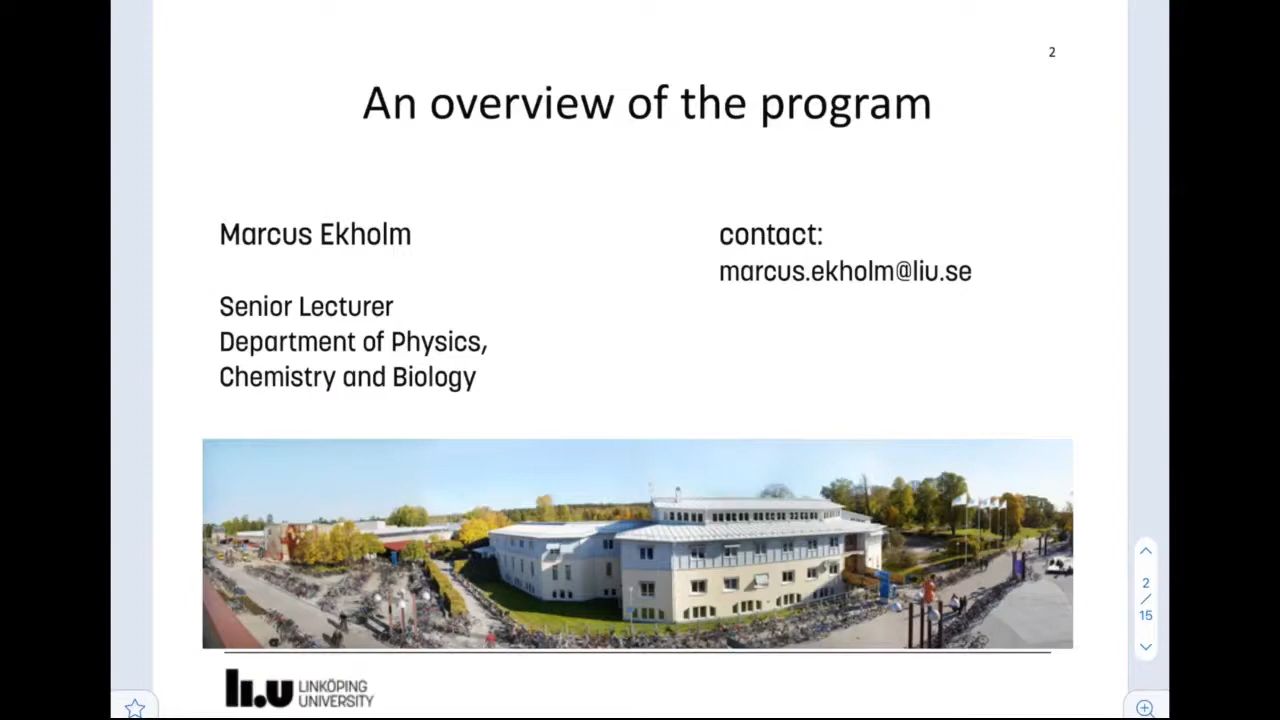 2
An overview of the program
Marcus Ekholm
contact:
marcus.ekholm@liu.se
Senior Lecturer
Department of Physics,
Chemistry and Biology
li.u LINKÖPING
UNIVERSITY
2
/
15